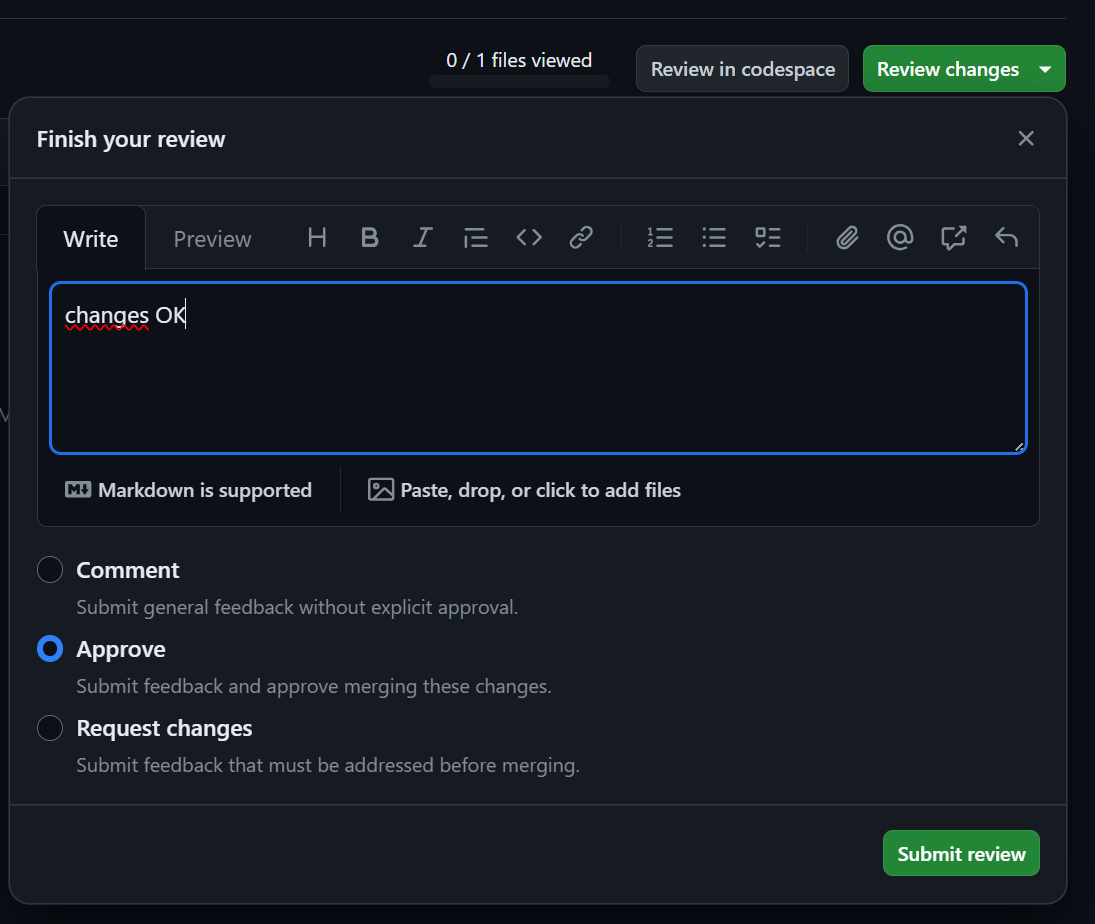 0 / 1 files viewed
Review in codespace
Review changes
Finish your review
Write
Preview
changes OK
Markdown is supported
Paste, drop, or click to add files
Comment
Submit general feedback without explicit approval.
Approve
Submit feedback and approve merging these changes.
Request changes
Submit feedback that must be addressed before merging.
Submit review